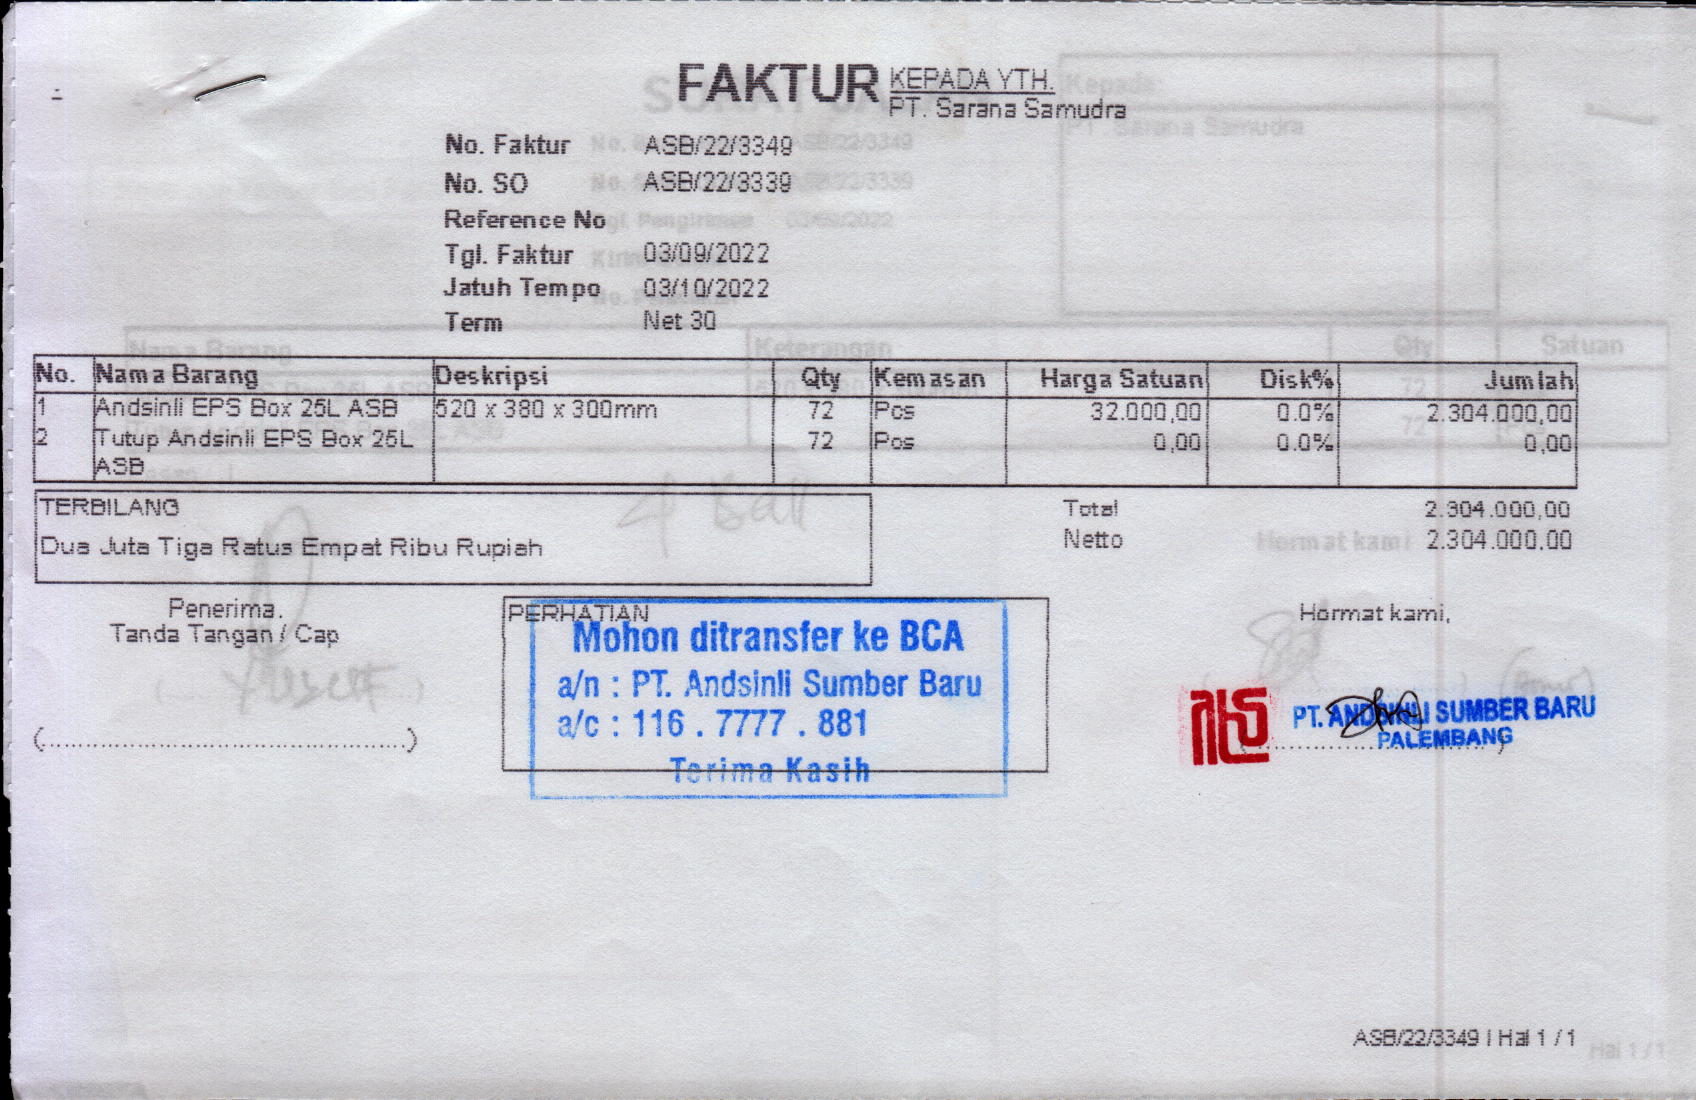 FAKTUR
KEPADA YTH.
PT. Sarana Samudra
No. Faktur ASB/22/3349
No. SO ASB/22/3339
Reference No
Tgl. Faktur 03/09/2022
Jatuh Tempo 03/10/2022
Term Net 30
No. Nama Barang Deskripsi Qty Kemasan Harga Satuan Disk% Jumlah
1 Andsinli EPS Box 25L ASB 520 x 380 x 300mm 72 Pcs 32.000,00 0.0% 2.304.000,00
2 Tutup Andsinli EPS Box 25L 72 Pcs 0,00 0.0% 0,00
ASB
TERBILANG
Dua Juta Tiga Ratus Empat Ribu Rupiah
Total 2.304.000,00
Netto 2.304.000,00
Penerima.
Tanda Tangan / Cap
(..............................................)
PERHATIAN
Mohon ditransfer ke BCA
a/n : PT. Andsinli Sumber Baru
a/c : 116 . 7777 . 881
Terima Kasih
Hormat kami,
PT. ANDSINLI SUMBER BARU
PALEMBANG
ASB/22/3349 | Hal 1 / 1